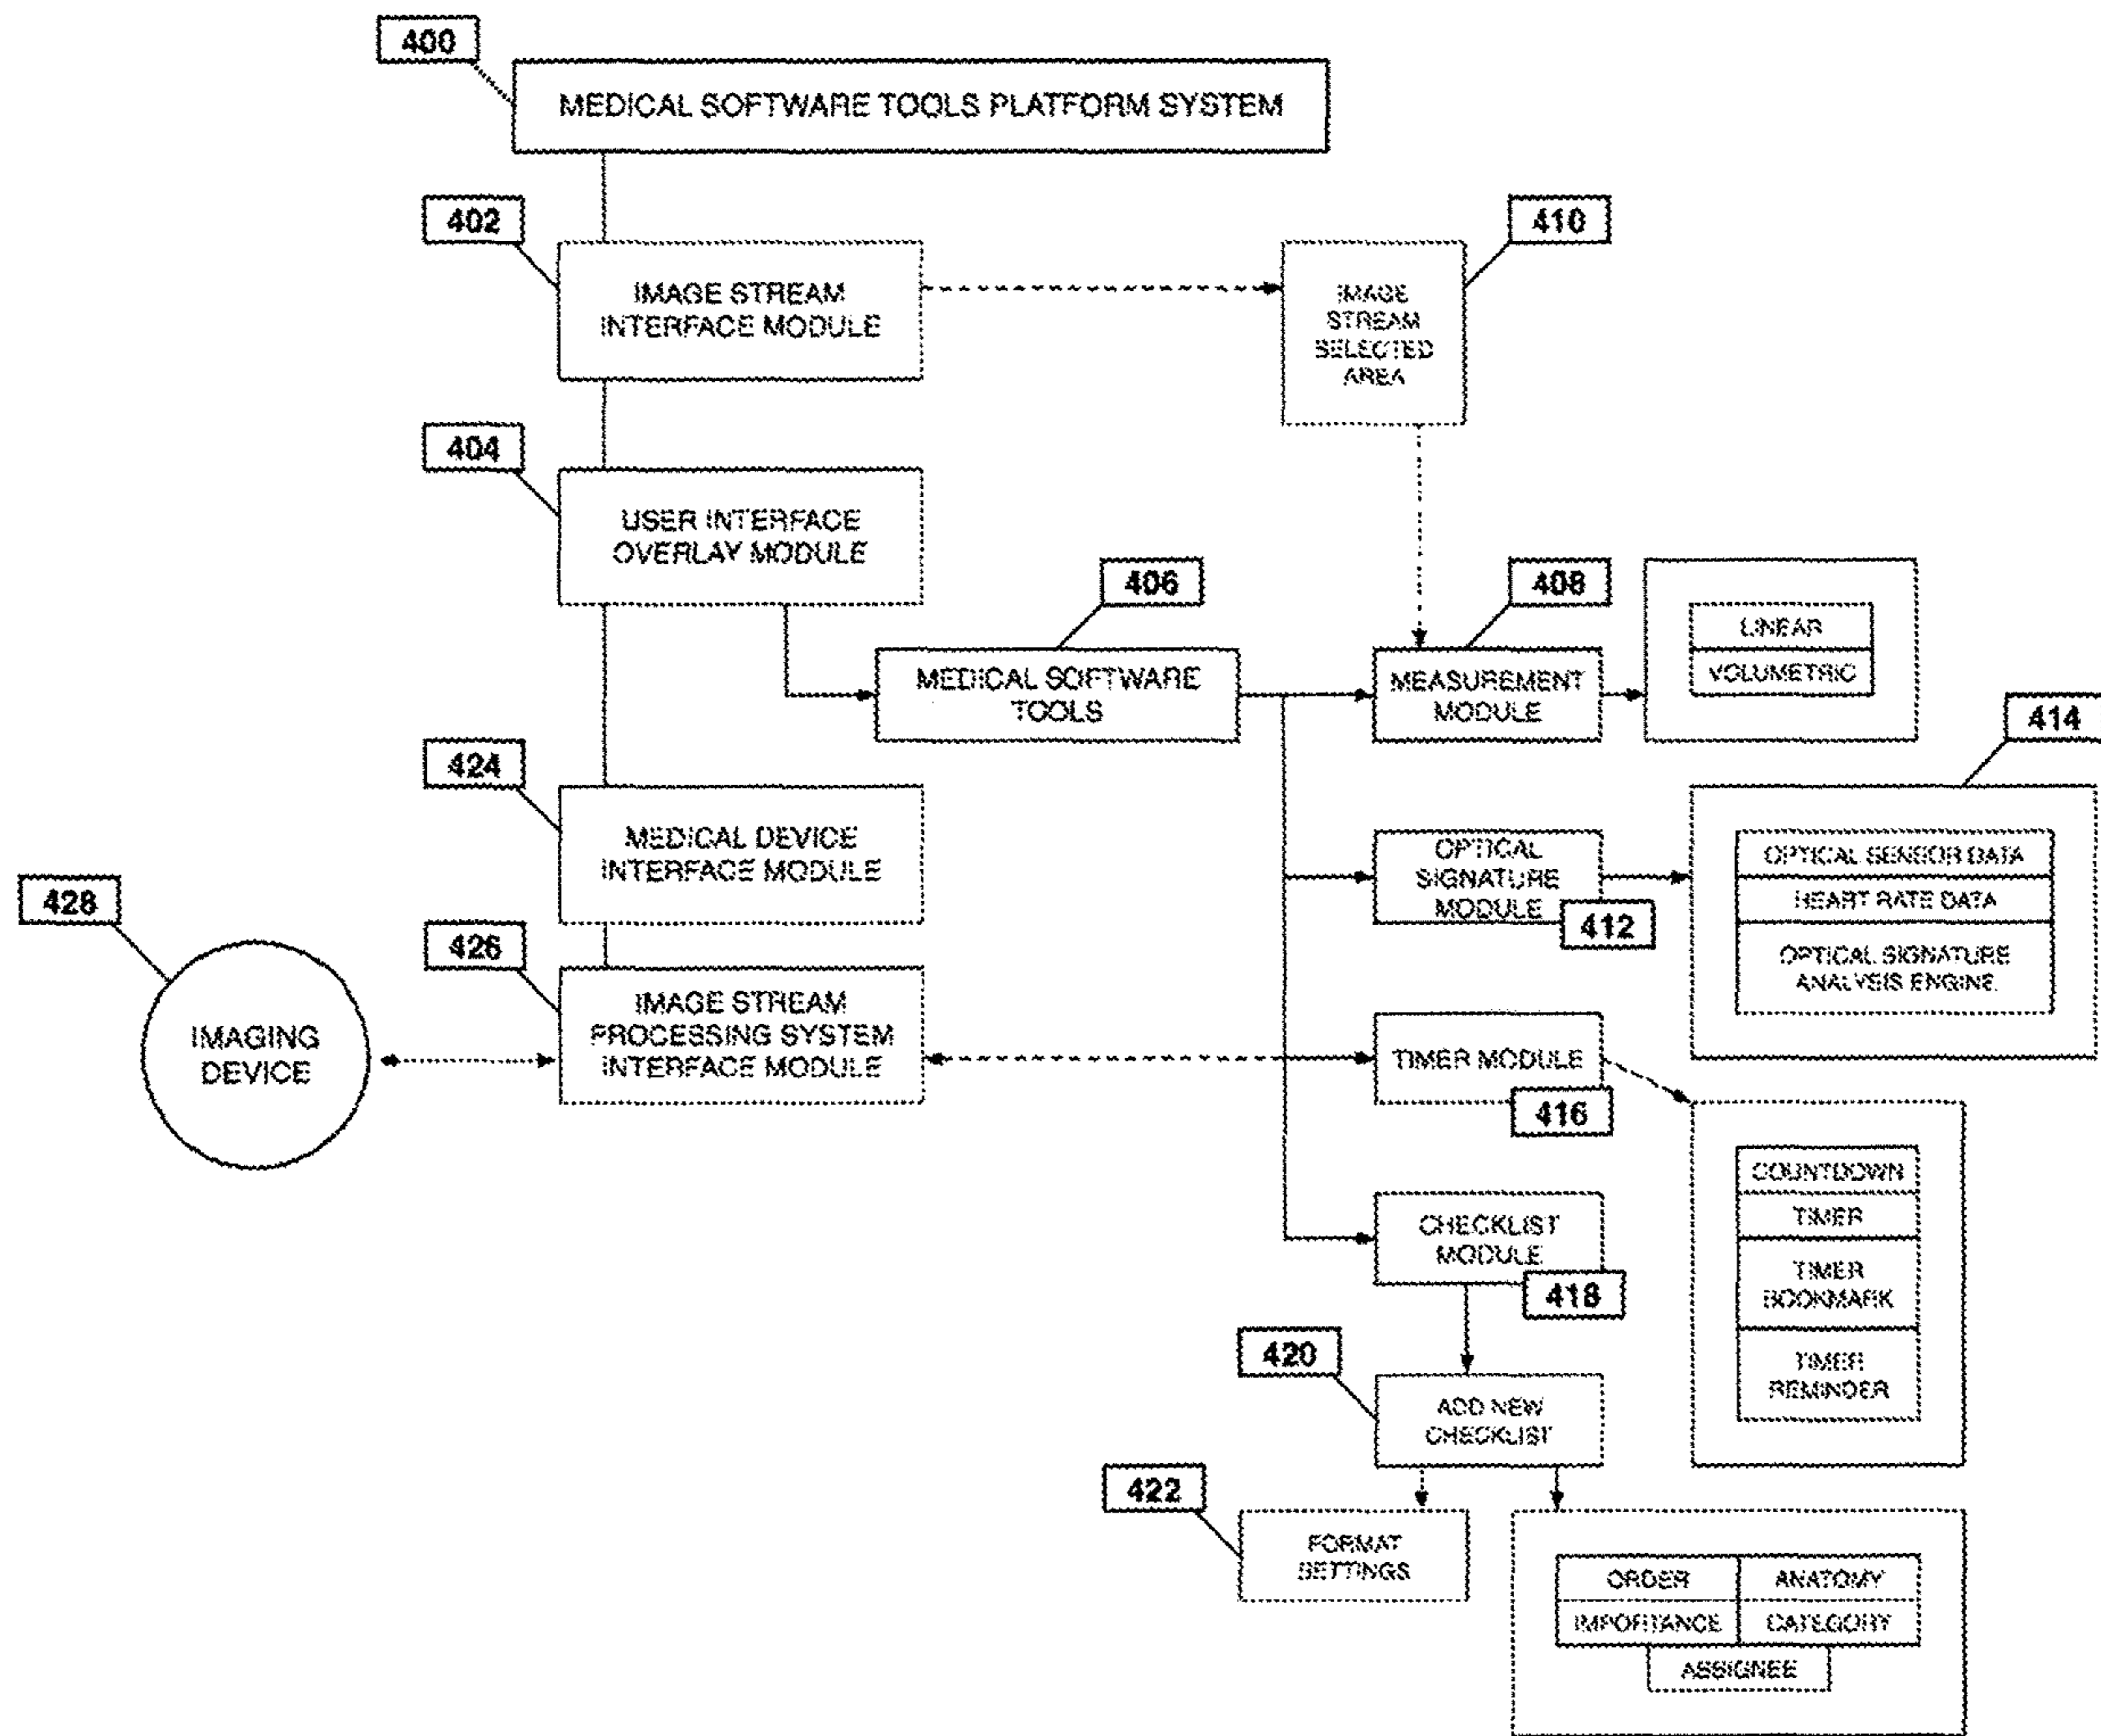 400
MEDICAL SOFTWARE TOOLS PLATFORM SYSTEM
402
IMAGE STREAM
INTERFACE MODULE
410
IMAGE
STREAM
SELECTED
AREA
404
USER INTERFACE
OVERLAY MODULE
406
MEDICAL SOFTWARE
TOOLS
408
MEASUREMENT
MODULE
LINEAR
VOLUMETRIC
414
424
MEDICAL DEVICE
INTERFACE MODULE
OPTICAL
SIGNATURE
MODULE
412
OPTICAL SENSOR DATA
HEART RATE DATA
OPTICAL SIGNATURE
ANALYSIS ENGINE
428
IMAGING
DEVICE
426
IMAGE STREAM
PROCESSING SYSTEM
INTERFACE MODULE
TIMER MODULE
416
COUNTDOWN
TIMER
TIMER
BOOKMARK
TIMER
REMINDER
CHECKLIST
MODULE
418
420
ADD NEW
CHECKLIST
422
FORMAT
SETTINGS
ORDER
ANATOMY
IMPORTANCE
CATEGORY
ASSIGNEE